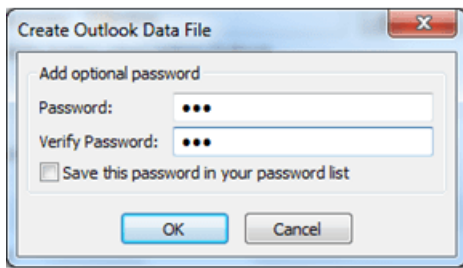 Create Outlook Data File
Add optional password
Password: •••
Verify Password: •••
Save this password in your password list
OK Cancel